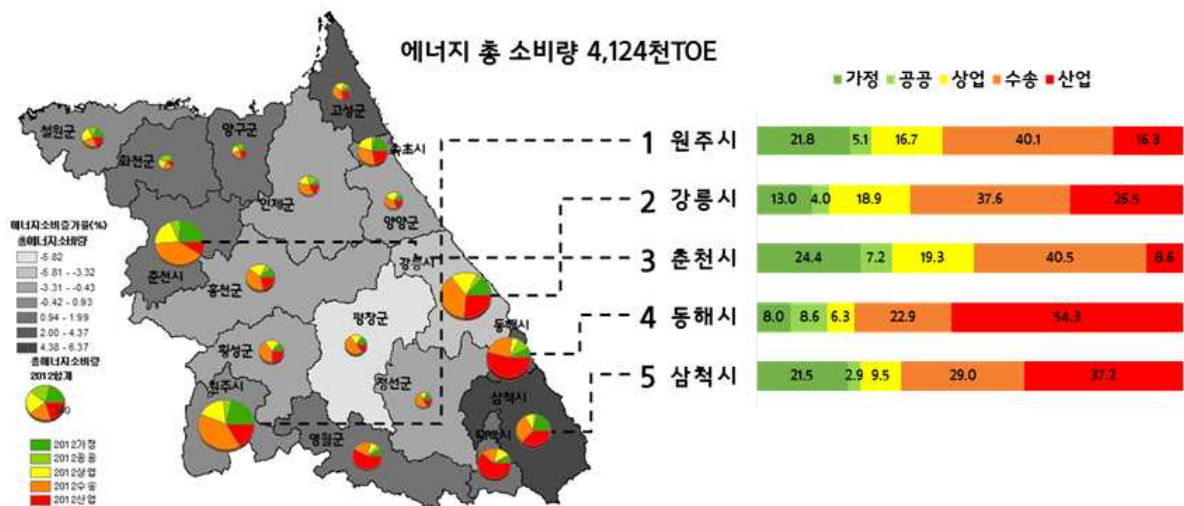 에너지 총 소비량 4,124천TOE
가정 공공 상업 수송 산업
1 원주시 21.8 5.1 16.7 40.1 16.3
2 강릉시 13.0 4.0 18.9 37.6 26.5
3 춘천시 24.4 7.2 19.3 40.5 8.6
4 동해시 8.0 8.6 6.3 22.9 54.3
5 삼척시 21.5 2.9 9.5 29.0 37.2
고성군
철원군
양구군
화천군
속초시
인제군
양양군
춘천시
강릉시
홍천군
평창군
동해시
횡성군
정선군
원주시
삼척시
태백시
영월군
에너지소비증가율(%)
총에너지소비량
-5.82
-5.81 - -3.32
-3.31 - -0.43
-0.42 - 0.93
0.94 - 1.99
2.00 - 4.37
4.38 - 6.37
총에너지소비량
2012합계
2012가정
2012공공
2012상업
2012수송
2012산업